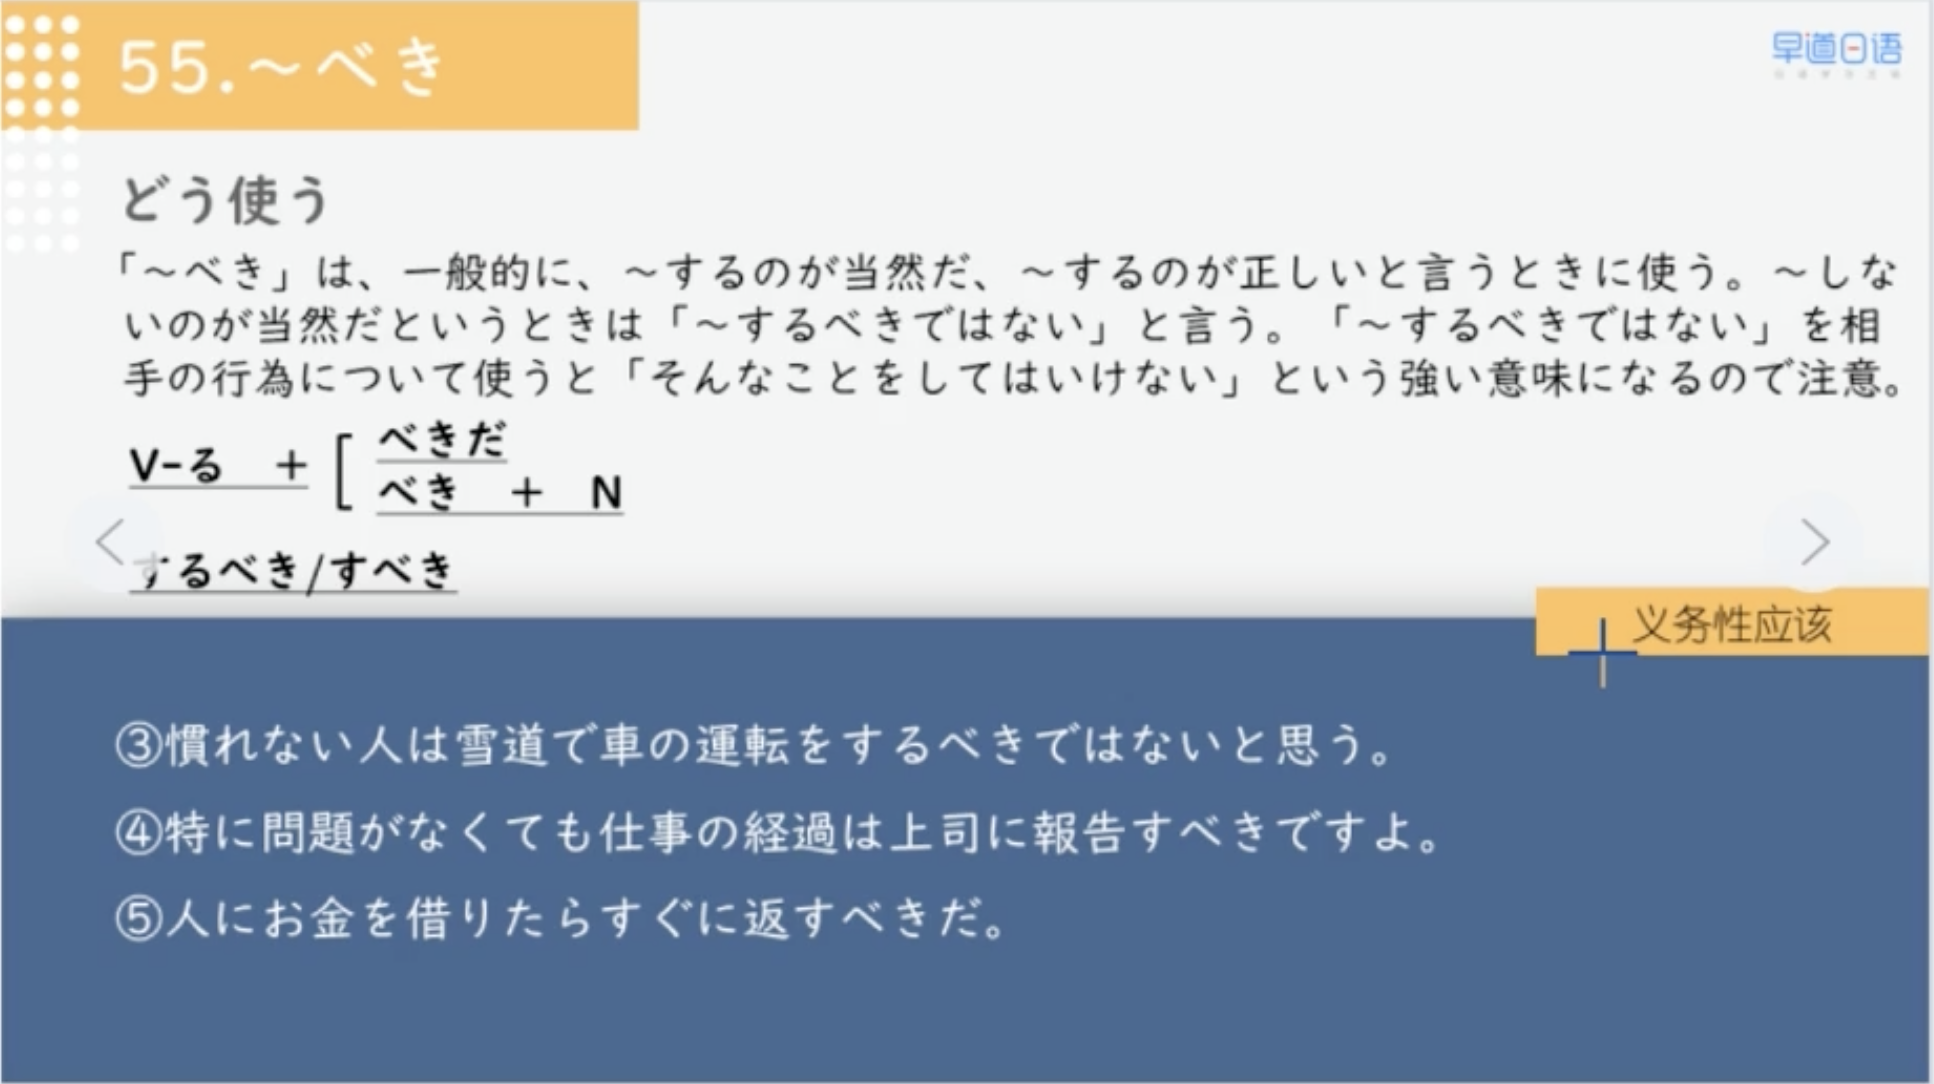 55.～べき
早道日语
どう使う
「～べき」は、一般的に、～するのが当然だ、～するのが正しいと言うときに使う。～しな
いのが当然だというときは「～するべきではない」と言う。「～するべきではない」を相
手の行為について使うと「そんなことをしてはいけない」という強い意味になるので注意。
V-る ＋ [ べきだ
べき ＋ N
するべき/すべき
义务性应该
③慣れない人は雪道で車の運転をするべきではないと思う。
④特に問題がなくても仕事の経過は上司に報告すべきですよ。
⑤人にお金を借りたらすぐに返すべきだ。